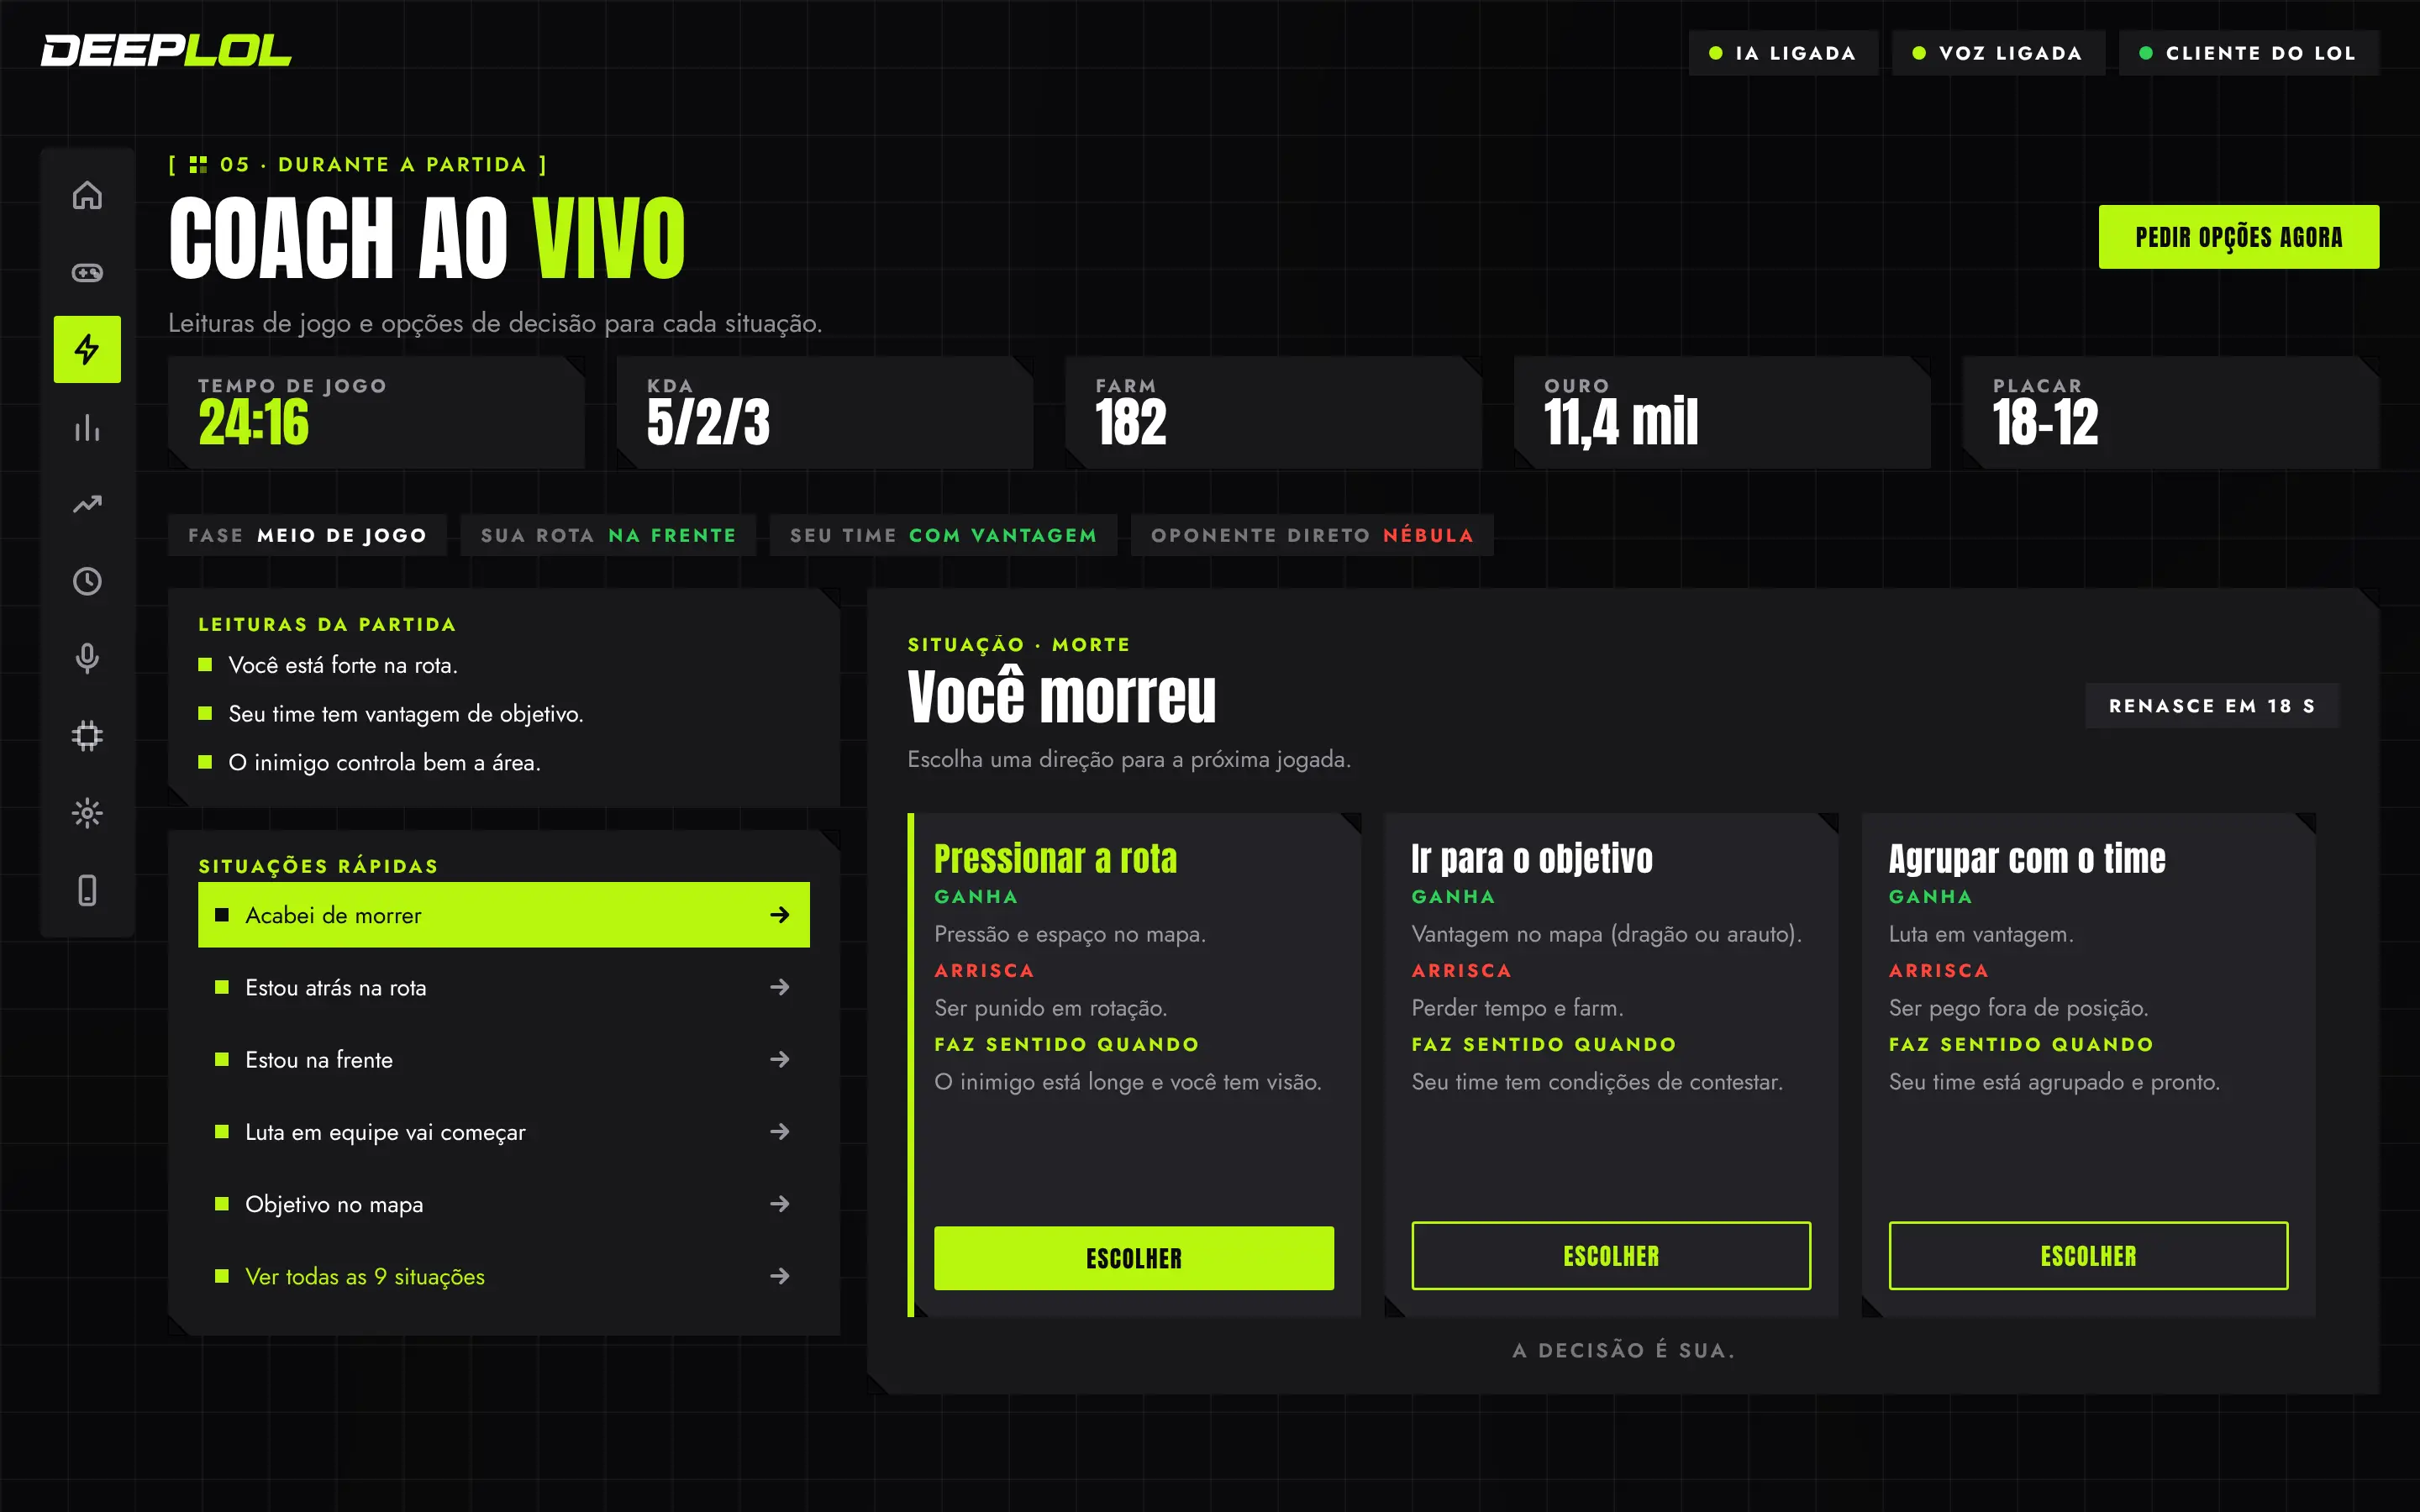 DEEPLOL
IA LIGADA
VOZ LIGADA
CLIENTE DO LOL
[ 05 · DURANTE A PARTIDA ]
COACH AO VIVO
PEDIR OPÇÕES AGORA
Leituras de jogo e opções de decisão para cada situação.
TEMPO DE JOGO
24:16
KDA
5/2/3
FARM
182
OURO
11,4 mil
PLACAR
18-12
FASE MEIO DE JOGO
SUA ROTA NA FRENTE
SEU TIME COM VANTAGEM
OPONENTE DIRETO NÉBULA
LEITURAS DA PARTIDA
Você está forte na rota.
Seu time tem vantagem de objetivo.
O inimigo controla bem a área.
SITUAÇÕES RÁPIDAS
Acabei de morrer
Estou atrás na rota
Estou na frente
Luta em equipe vai começar
Objetivo no mapa
Ver todas as 9 situações
SITUAÇÃO · MORTE
Você morreu
RENASCE EM 18 S
Escolha uma direção para a próxima jogada.
Pressionar a rota
GANHA
Pressão e espaço no mapa.
ARRISCA
Ser punido em rotação.
FAZ SENTIDO QUANDO
O inimigo está longe e você tem visão.
ESCOLHER
Ir para o objetivo
GANHA
Vantagem no mapa (dragão ou arauto).
ARRISCA
Perder tempo e farm.
FAZ SENTIDO QUANDO
Seu time tem condições de contestar.
ESCOLHER
Agrupar com o time
GANHA
Luta em vantagem.
ARRISCA
Ser pego fora de posição.
FAZ SENTIDO QUANDO
Seu time está agrupado e pronto.
ESCOLHER
A DECISÃO É SUA.